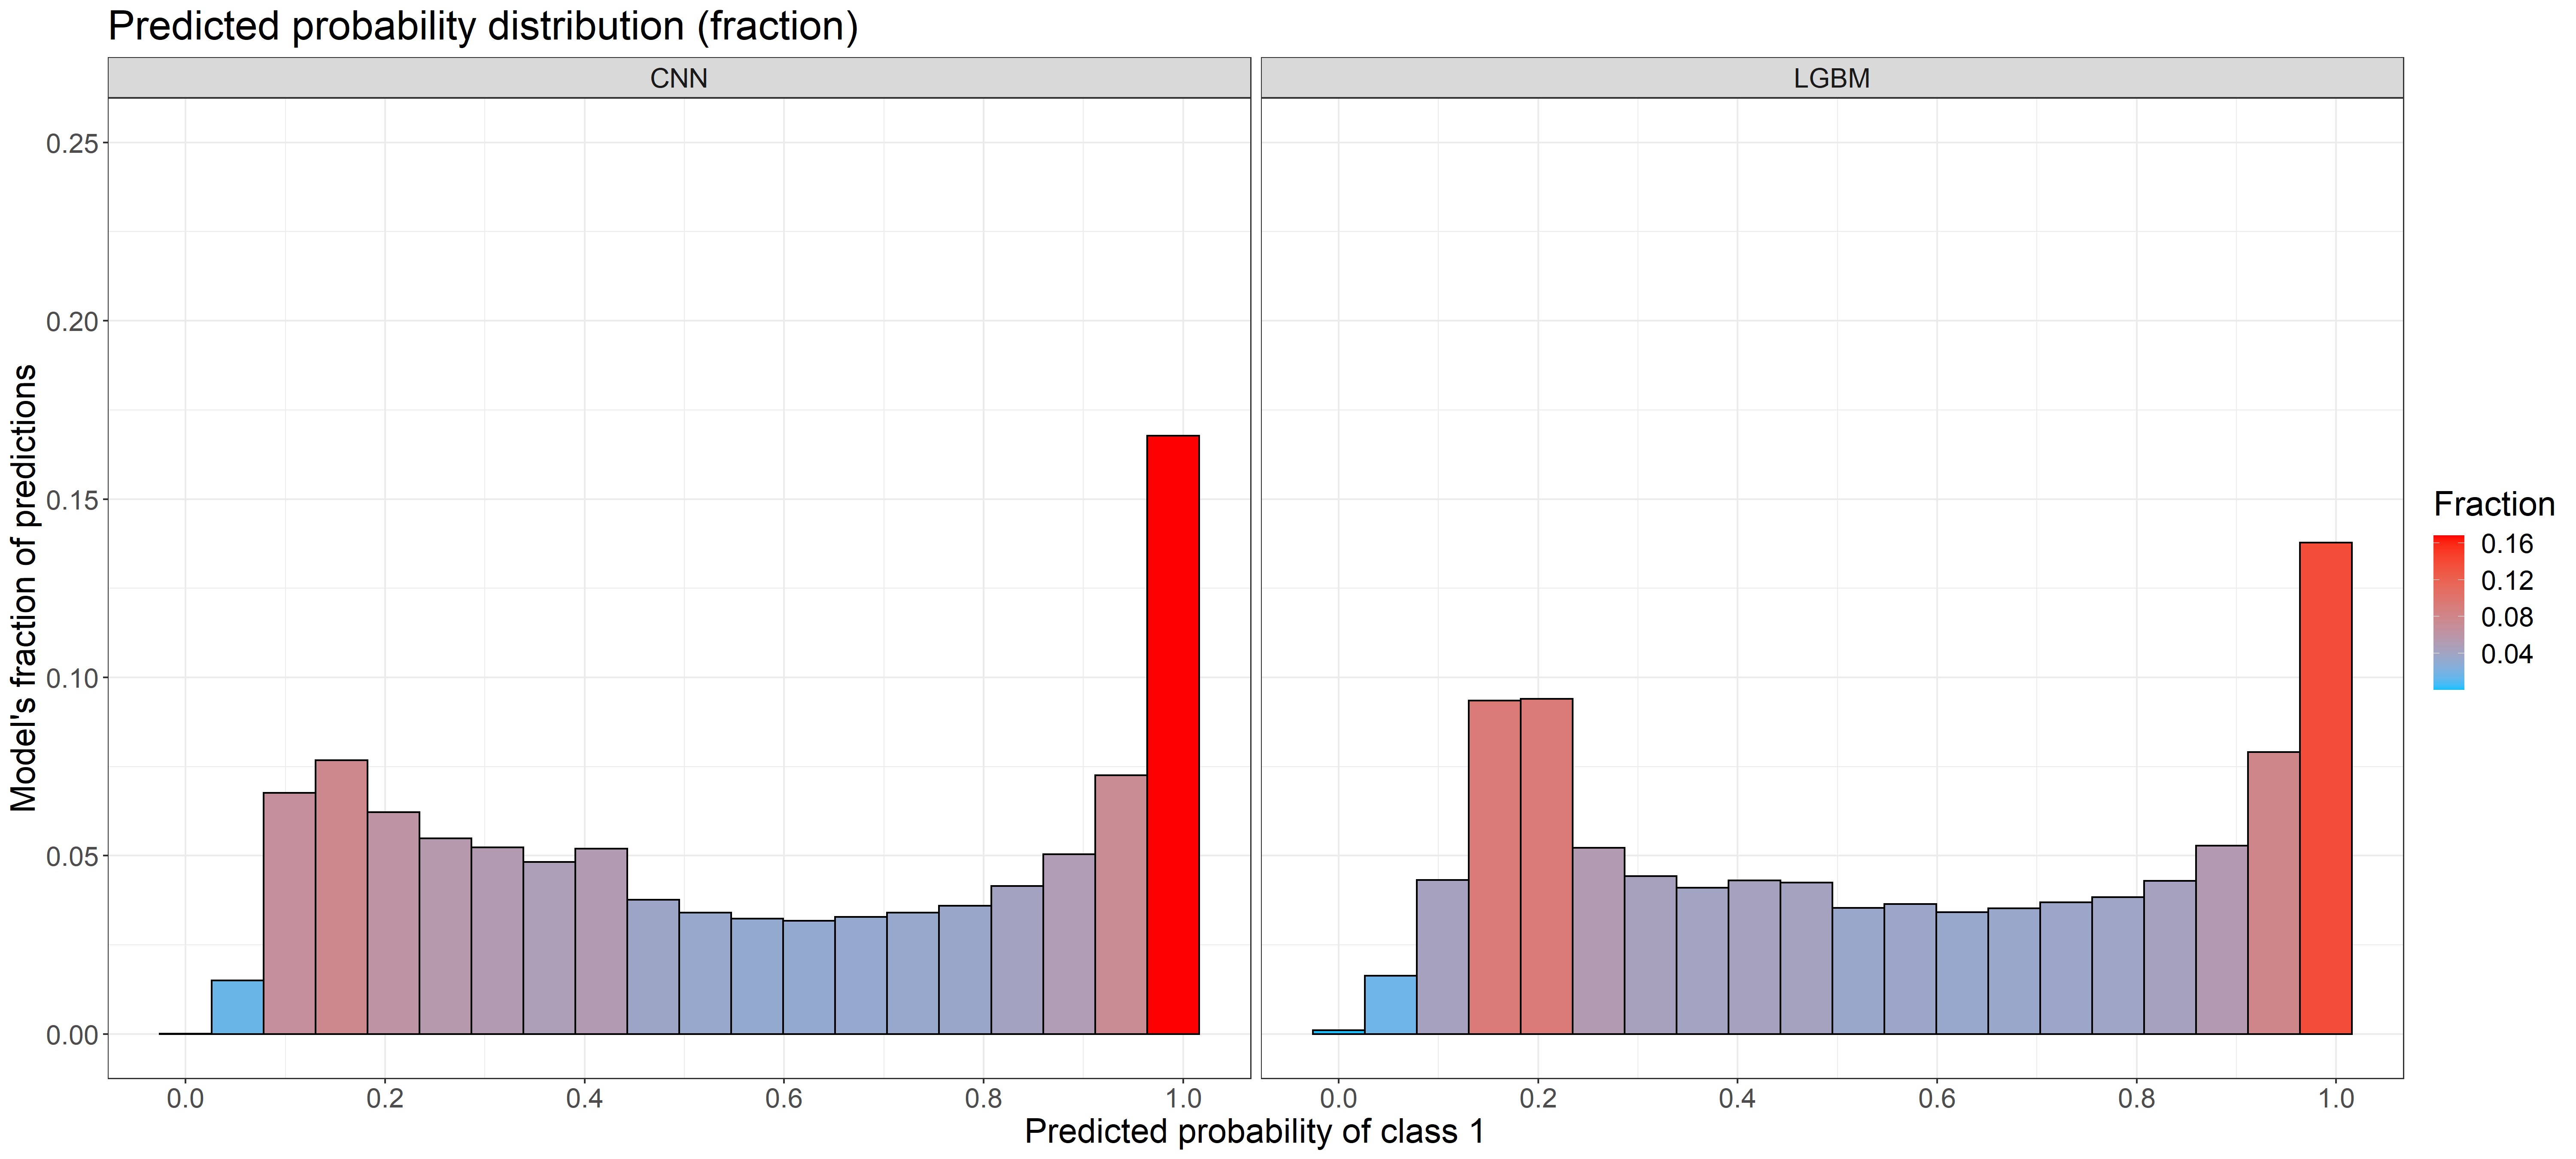 Predicted probability distribution (fraction)
CNN
LGBM
0.25
0.20
0.15
0.10
0.05
0.00
Model's fraction of predictions
0.0 0.2 0.4 0.6 0.8 1.0
0.0 0.2 0.4 0.6 0.8 1.0
Predicted probability of class 1
Fraction
0.16
0.12
0.08
0.04